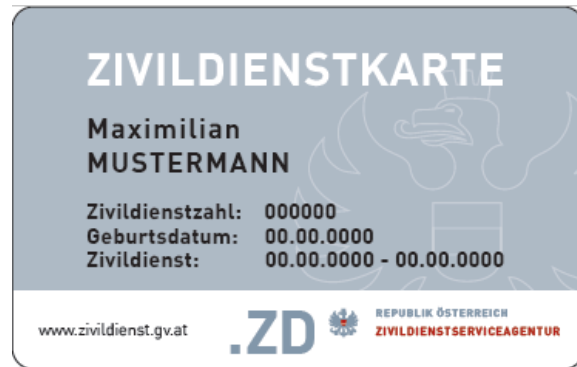 ZIVILDIENSTKARTE
Maximilian
MUSTERMANN
Zivildienstzahl: 000000
Geburtsdatum: 00.00.0000
Zivildienst: 00.00.0000 - 00.00.0000
www.zivildienst.gv.at
.ZD
REPUBLIK ÖSTERREICH
ZIVILDIENSTSERVICEAGENTUR